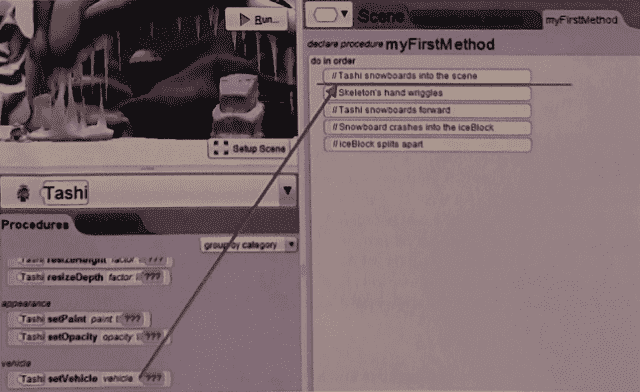 Run...
Setup Scene
Tashi
Procedures
group by category
Tashi resizeHeight factor: ???
Tashi resizeDepth factor: ???
appearance
Tashi setPaint paint: ???
Tashi setOpacity opacity: ???
vehicle
Tashi setVehicle vehicle: ???
Scene
myFirstMethod
declare procedure myFirstMethod
do in order
// Tashi snowboards into the scene
// Skeleton's hand wriggles
// Tashi snowboards forward
// Snowboard crashes into the iceBlock
// iceBlock splits apart